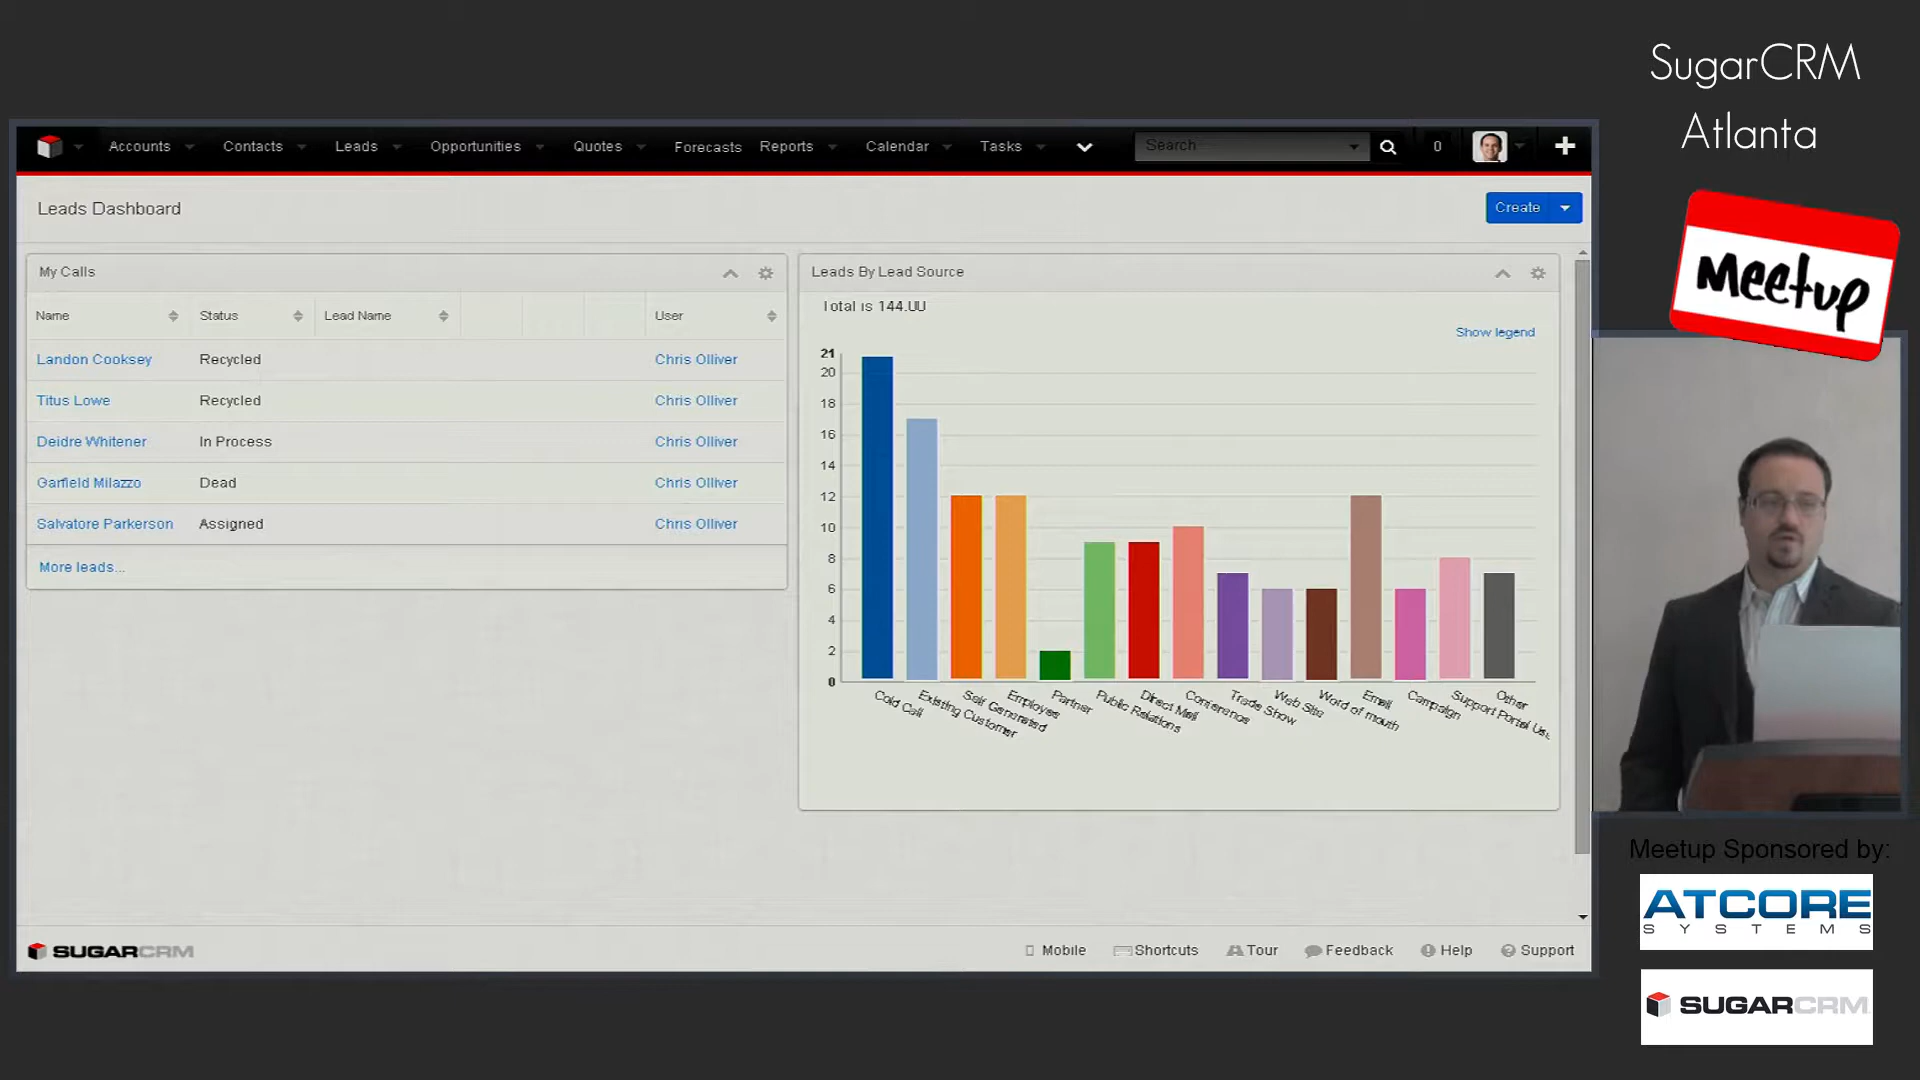 SugarCRM
Atlanta
Meetup
Accounts Contacts Leads Opportunities Quotes Forecasts Reports Calendar Tasks Search 0
Leads Dashboard
Create
My Calls
Name Status Lead Name User
Landon Cooksey Recycled Chris Olliver
Titus Lowe Recycled Chris Olliver
Deidre Whitener In Process Chris Olliver
Garfield Milazzo Dead Chris Olliver
Salvatore Parkerson Assigned Chris Olliver
More leads...
Leads By Lead Source
Total is 144.00
Show legend
21
20
18
16
14
12
10
8
6
4
2
0
Cold Call
Existing Customer
Self Generated
Employee
Partner
Public Relations
Direct Mail
Conference
Trade Show
Web Site
Word of mouth
Email
Campaign
Support Portal Use
Other
SUGARCRM
Mobile Shortcuts Tour Feedback Help Support
Meetup Sponsored by:
ATCORE
SYSTEMS
SUGARCRM